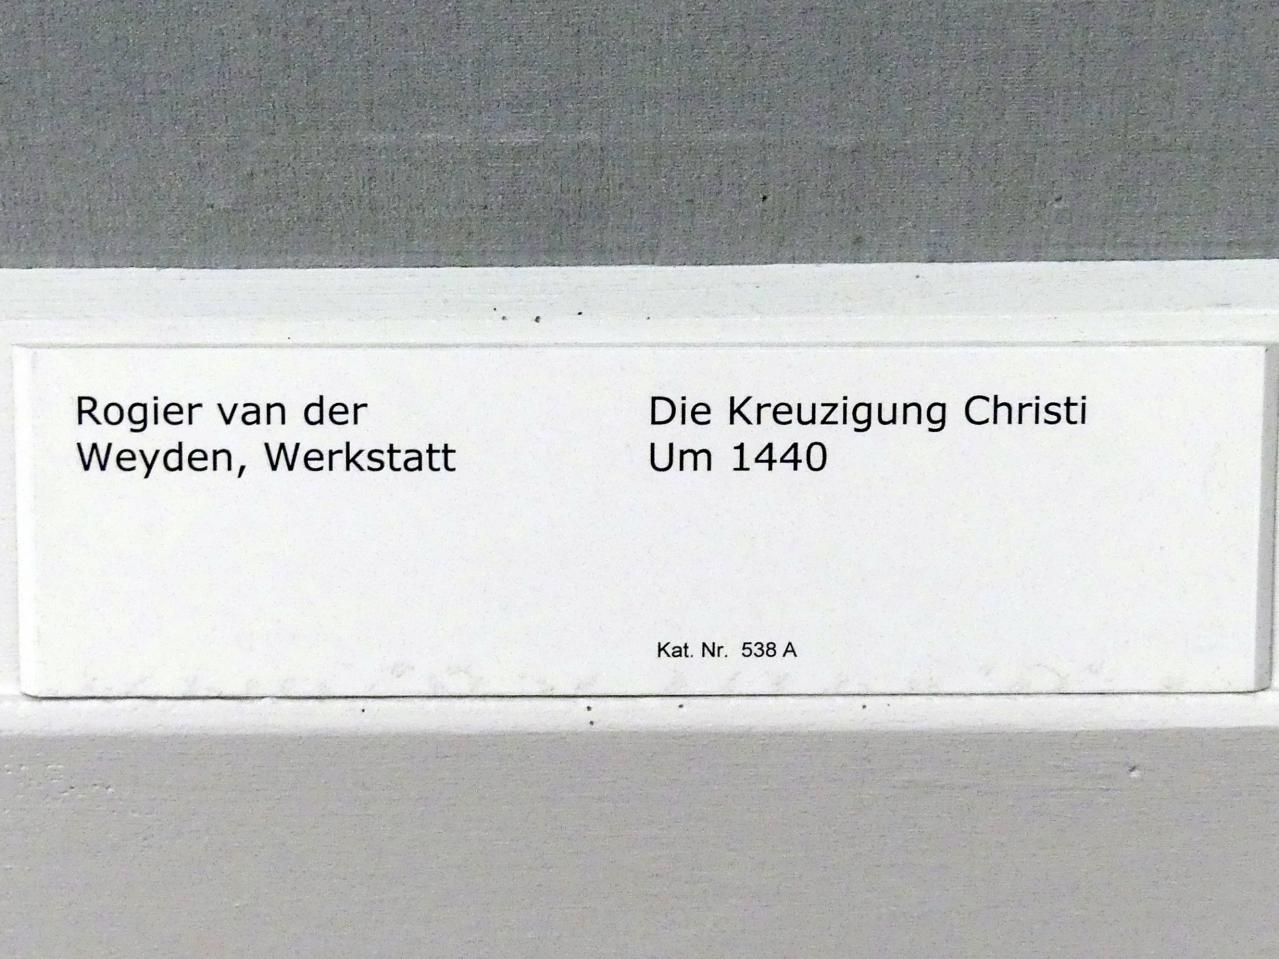 Rogier van der
Weyden, Werkstatt
Die Kreuzigung Christi
Um 1440
Kat. Nr. 538 A